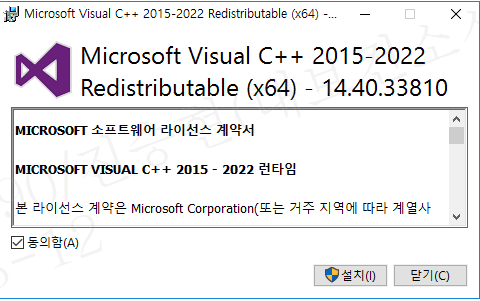 Microsoft Visual C++ 2015-2022 Redistributable (x64) -...
Microsoft Visual C++ 2015-2022
Redistributable (x64) - 14.40.33810
MICROSOFT 소프트웨어 라이선스 계약서
MICROSOFT VISUAL C++ 2015 - 2022 런타임
본 라이선스 계약은 Microsoft Corporation(또는 거주 지역에 따라 계열사
동의함(A)
설치(I)
닫기(C)